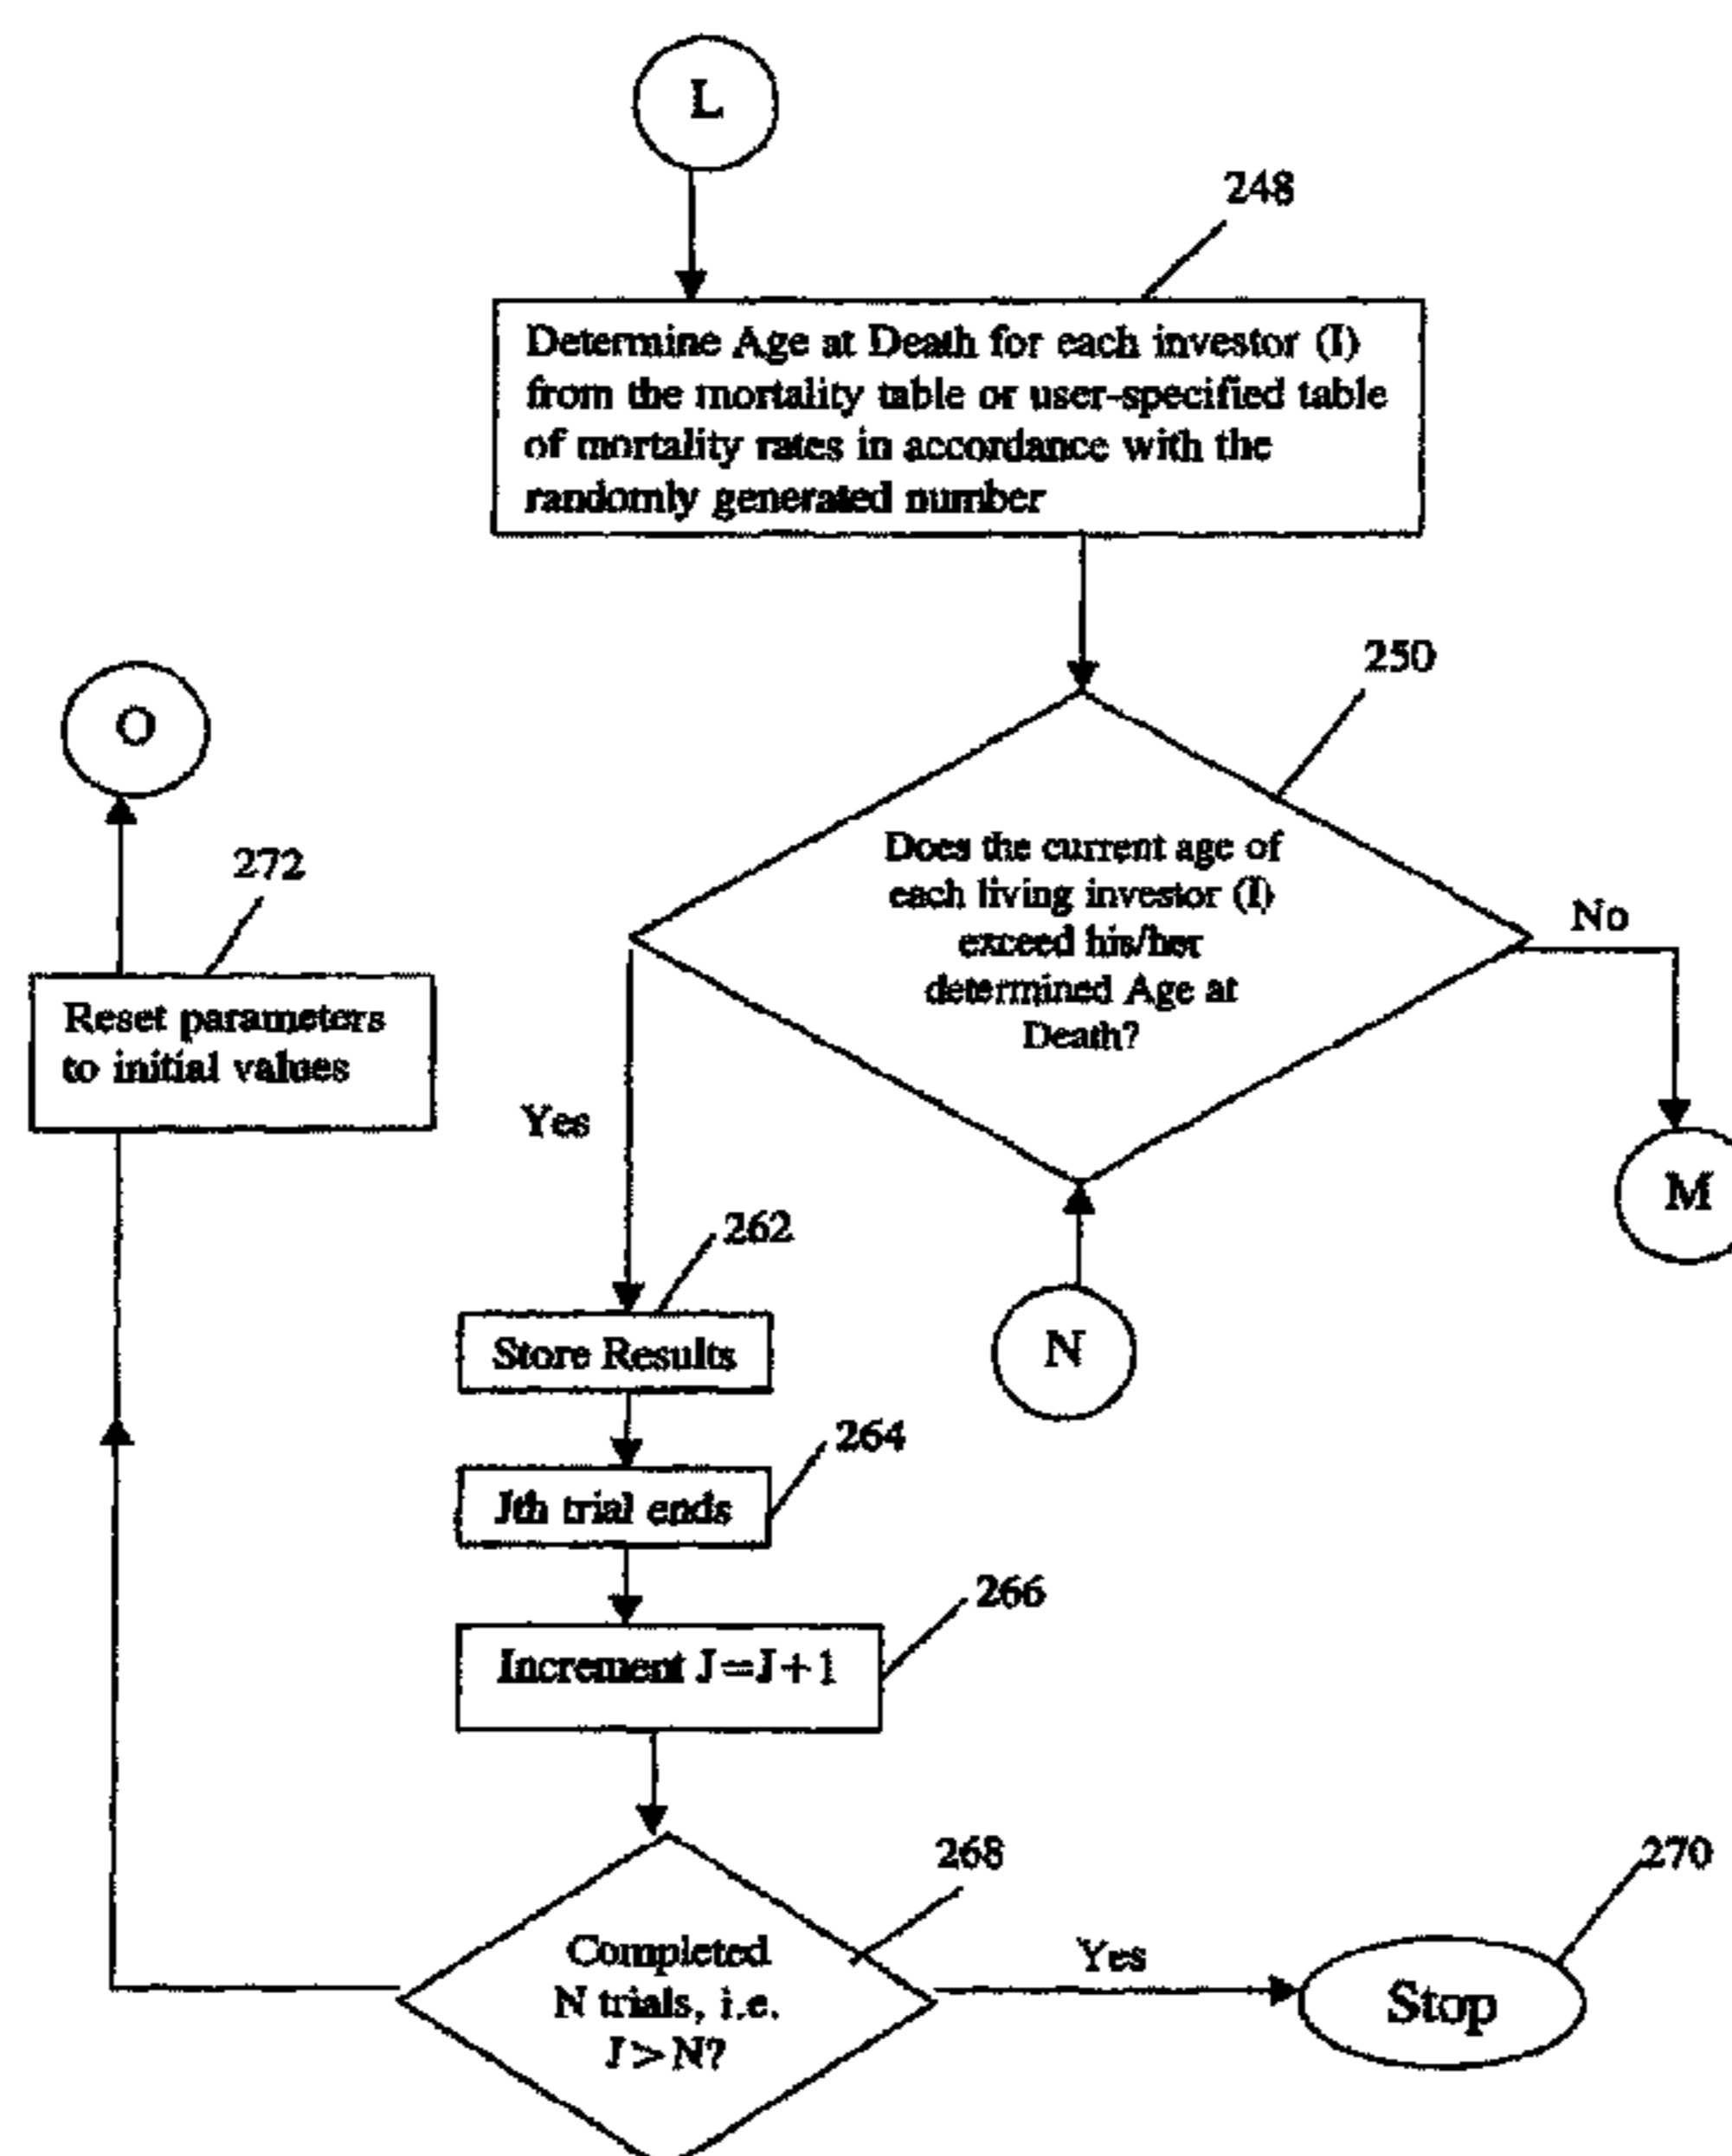 L
248
Determine Age at Death for each investor (I)
from the mortality table or user-specified table
of mortality rates in accordance with the
randomly generated number
250
O
272
Does the current age of
each living investor (I)
exceed his/her
determined Age at
Death?
No
Reset parameters
to initial values
Yes
M
262
N
Store Results
264
Jth trial ends
266
Increment J=J+1
268
270
Completed
N trials, i.e.
J>N?
Yes
Stop